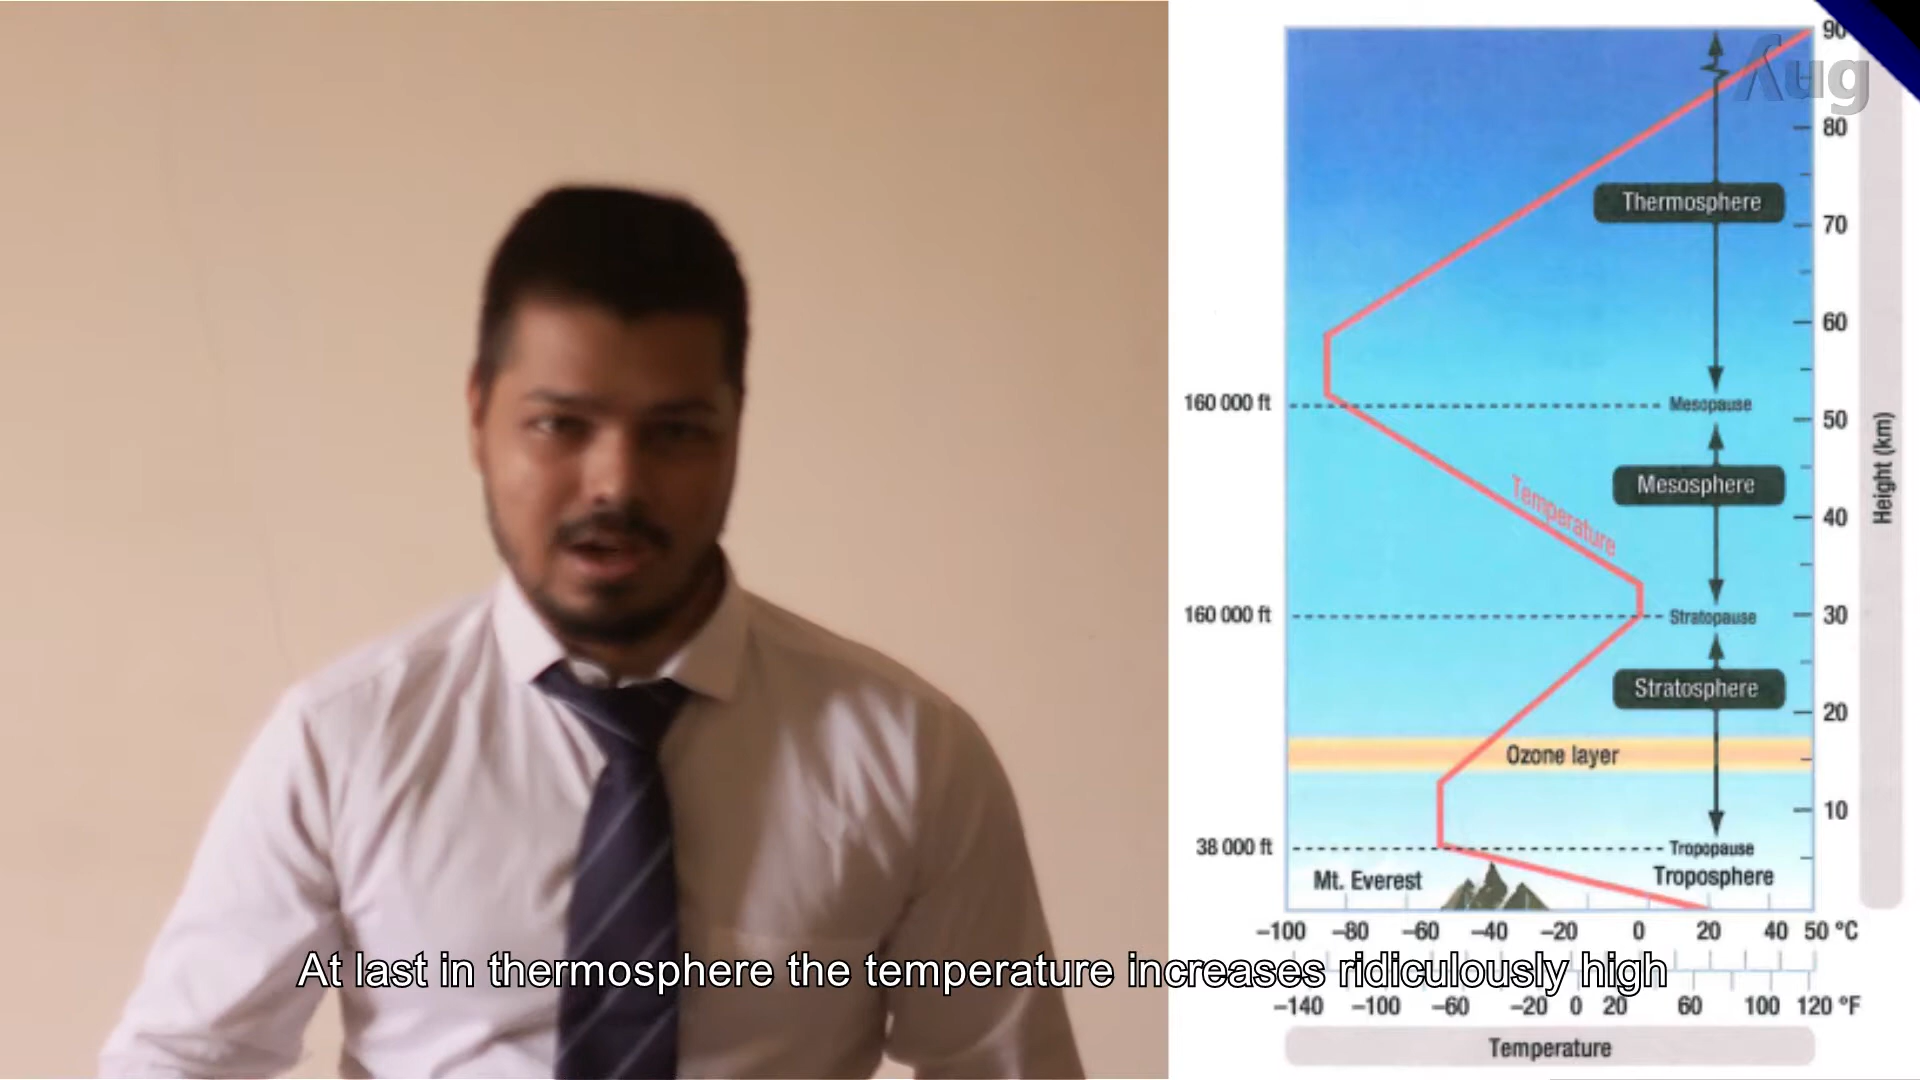 90
Aug
80
Thermosphere
70
60
160 000 ft
Mesopause
50
Mesosphere
Temperature
40
Height (km)
160 000 ft
Stratopause
30
Stratosphere
20
Ozone layer
10
38 000 ft
Tropopause
Mt. Everest
Troposphere
–100 –80 –60 –40 –20 0 20 40 50 °C
At last in thermosphere the temperature increases ridiculously high
–140 –100 –60 –20 0 20 60 100 120 °F
Temperature